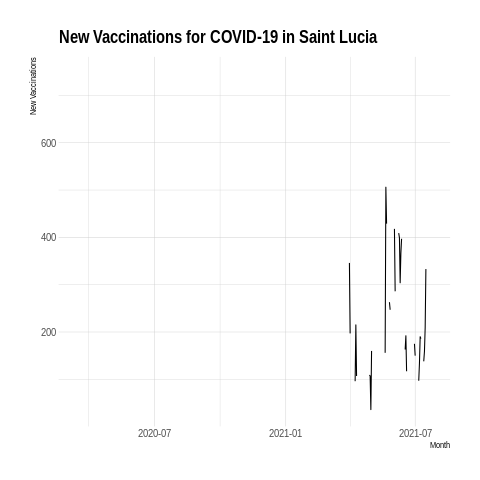 New Vaccinations for COVID-19 in Saint Lucia
New Vaccinations
600
400
200
2020-07 2021-01 2021-07
Month